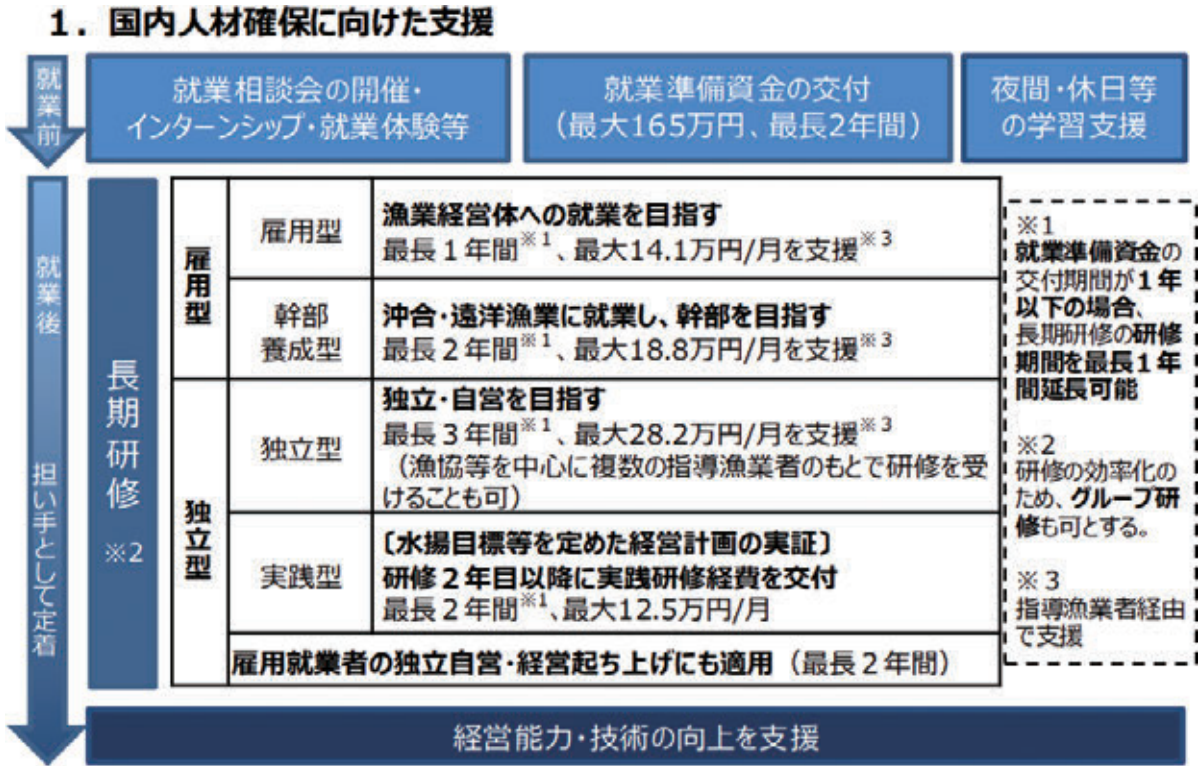 １．国内人材確保に向けた支援
就業前
就業相談会の開催・
インターンシップ・就業体験等
就業準備資金の交付
（最大165万円、最長2年間）
夜間・休日等
の学習支援
就業後
担い手として定着
長期研修
※2
雇用型
雇用型
漁業経営体への就業を目指す
最長１年間※1、最大14.1万円/月を支援※3
幹部
養成型
沖合・遠洋漁業に就業し、幹部を目指す
最長２年間※1、最大18.8万円/月を支援※3
独立型
独立型
独立・自営を目指す
最長３年間※1、最大28.2万円/月を支援※3
（漁協等を中心に複数の指導漁業者のもとで研修を受
けることも可）
実践型
〔水揚目標等を定めた経営計画の実証〕
研修２年目以降に実践研修経費を交付
最長２年間※1、最大12.5万円/月
雇用就業者の独立自営・経営起ち上げにも適用（最長２年間）
※1
就業準備資金の
交付期間が１年
以下の場合、
長期研修の研修
期間を最長１年
間延長可能
※2
研修の効率化の
ため、グループ研
修も可とする。
※３
指導漁業者経由
で支援
経営能力・技術の向上を支援